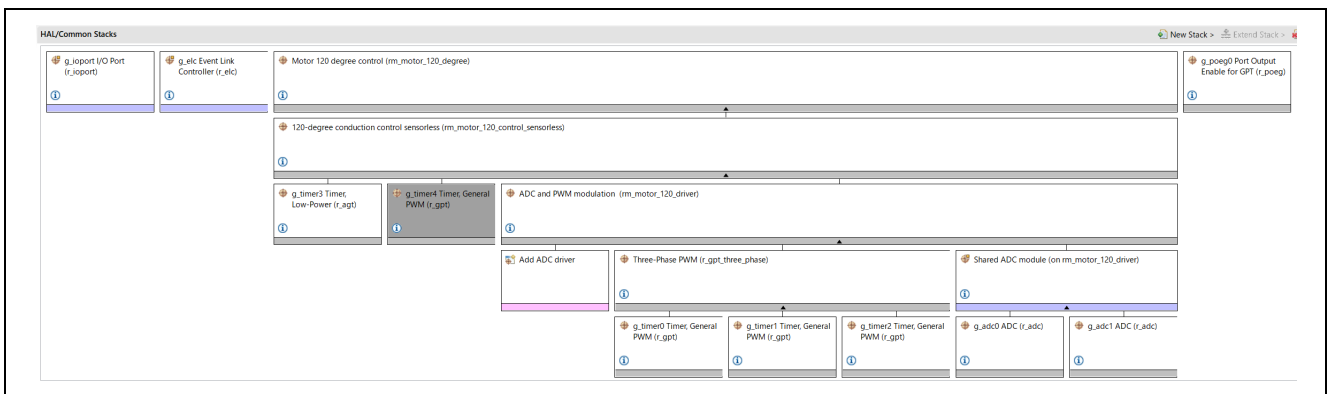 HAL/Common Stacks
New Stack > Extend Stack >
g_ioport I/O Port
(r_ioport)
g_elc Event Link
Controller (r_elc)
Motor 120 degree control (rm_motor_120_degree)
g_poeg0 Port Output
Enable for GPT (r_poeg)
120-degree conduction control sensorless (rm_motor_120_control_sensorless)
g_timer3 Timer,
Low-Power (r_agt)
g_timer4 Timer, General
PWM (r_gpt)
ADC and PWM modulation (rm_motor_120_driver)
Add ADC driver
Three-Phase PWM (r_gpt_three_phase)
Shared ADC module (on rm_motor_120_driver)
g_timer0 Timer, General
PWM (r_gpt)
g_timer1 Timer, General
PWM (r_gpt)
g_timer2 Timer, General
PWM (r_gpt)
g_adc0 ADC (r_adc)
g_adc1 ADC (r_adc)